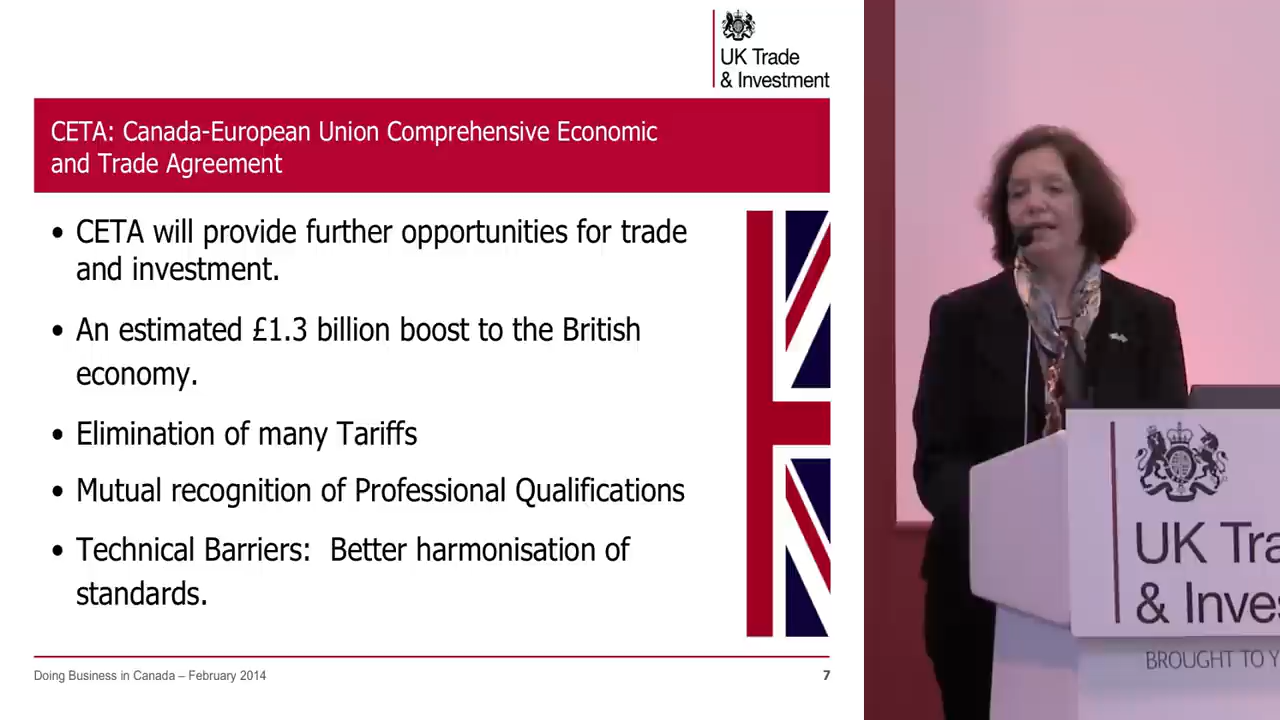 UK Trade
& Investment
CETA: Canada-European Union Comprehensive Economic
and Trade Agreement
• CETA will provide further opportunities for trade
and investment.
• An estimated £1.3 billion boost to the British
economy.
• Elimination of many Tariffs
• Mutual recognition of Professional Qualifications
• Technical Barriers:  Better harmonisation of
standards.
Doing Business in Canada – February 2014
7
UK Tra
& Inves
BROUGHT TO Y